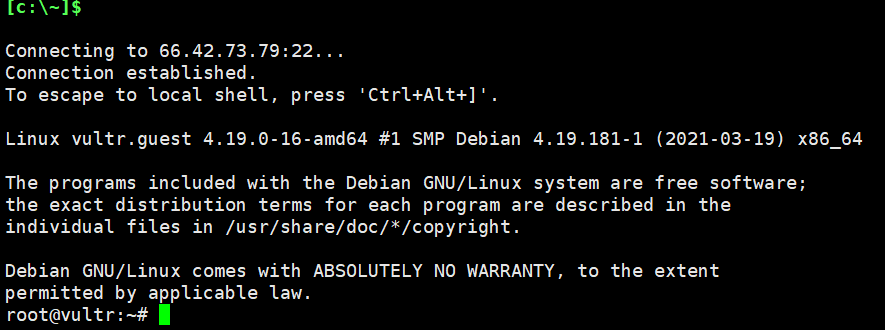 [c:\~]$
Connecting to 66.42.73.79:22...
Connection established.
To escape to local shell, press 'Ctrl+Alt+]'.
Linux vultr.guest 4.19.0-16-amd64 #1 SMP Debian 4.19.181-1 (2021-03-19) x86_64
The programs included with the Debian GNU/Linux system are free software;
the exact distribution terms for each program are described in the
individual files in /usr/share/doc/*/copyright.
Debian GNU/Linux comes with ABSOLUTELY NO WARRANTY, to the extent
permitted by applicable law.
root@vultr:~#